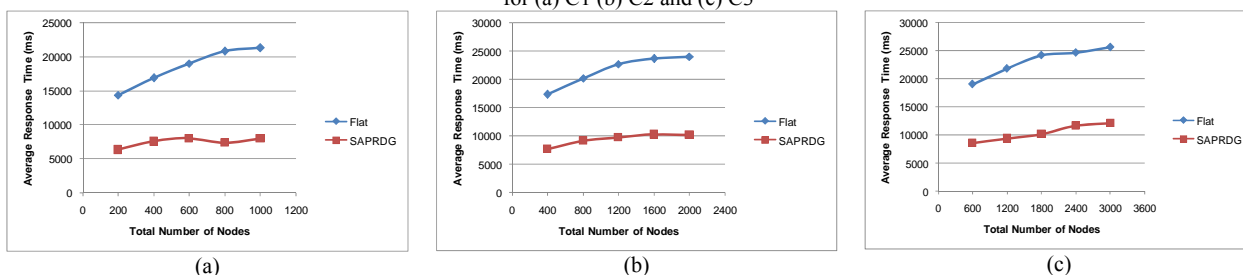 for (a) C1 (b) C2 and (c) C3
25000
20000
15000
10000
5000
0
Average Response Time (ms)
0 200 400 600 800 1000 1200
Total Number of Nodes
Flat
SAPRDG
(a)
30000
25000
20000
15000
10000
5000
0
Average Response Time (ms)
0 400 800 1200 1600 2000 2400
Total Number of Nodes
Flat
SAPRDG
(b)
30000
25000
20000
15000
10000
5000
0
Average Response Time (ms)
0 600 1200 1800 2400 3000 3600
Total Number of Nodes
Flat
SAPRDG
(c)